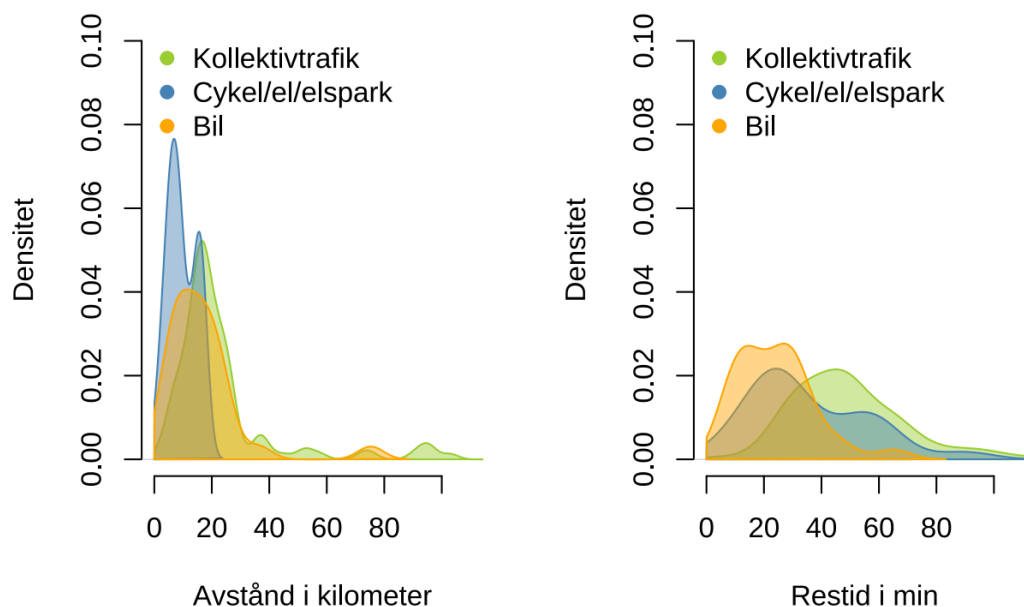 Kollektivtrafik
Cykel/el/elspark
Bil
0.10
0.08
0.06
0.04
0.02
0.00
Densitet
0 20 40 60 80
Avstånd i kilometer
Kollektivtrafik
Cykel/el/elspark
Bil
0.10
0.08
0.06
0.04
0.02
0.00
Densitet
0 20 40 60 80
Restid i min